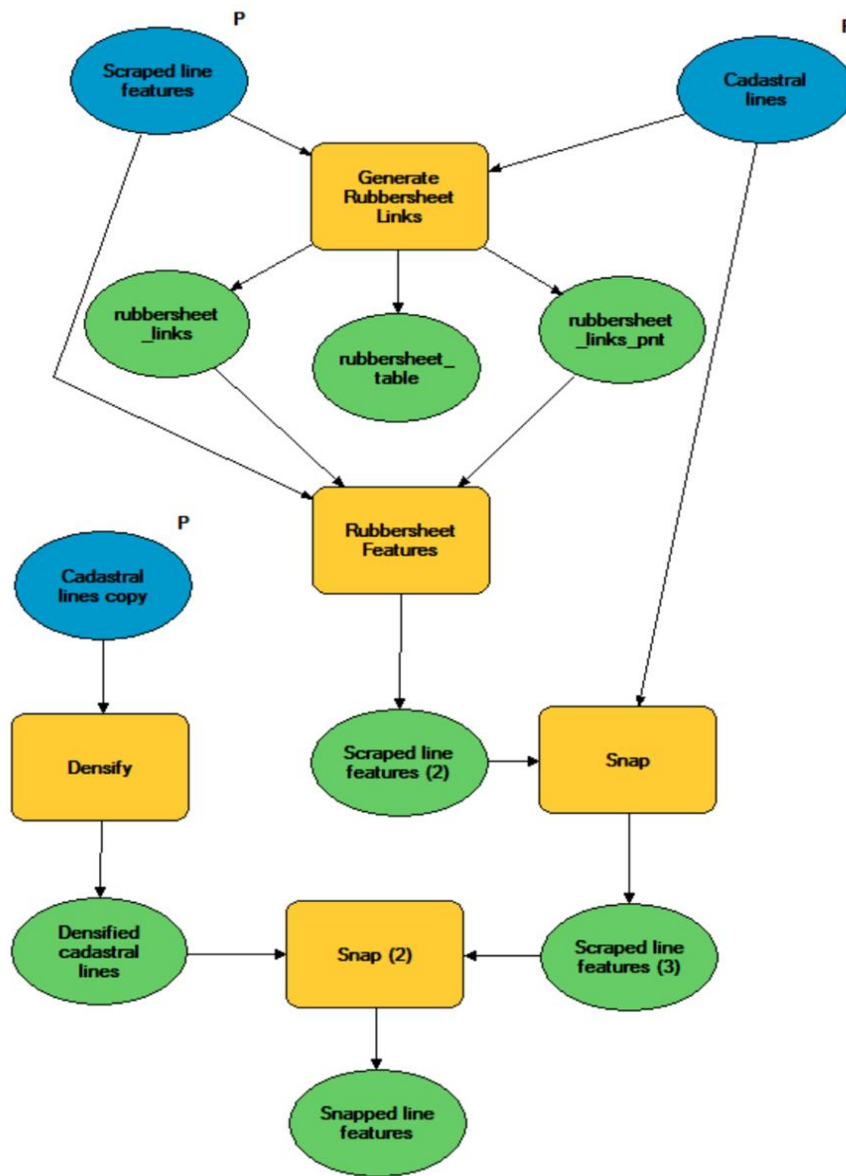 P
P
Scraped line
features
Cadastral
lines
Generate
Rubbersheet
Links
rubbersheet
_links
rubbersheet_
table
rubbersheet
_links_pnt
Rubbersheet
Features
P
Cadastral
lines copy
Densify
Scraped line
features (2)
Snap
Densified
cadastral
lines
Snap (2)
Scraped line
features (3)
Snapped line
features